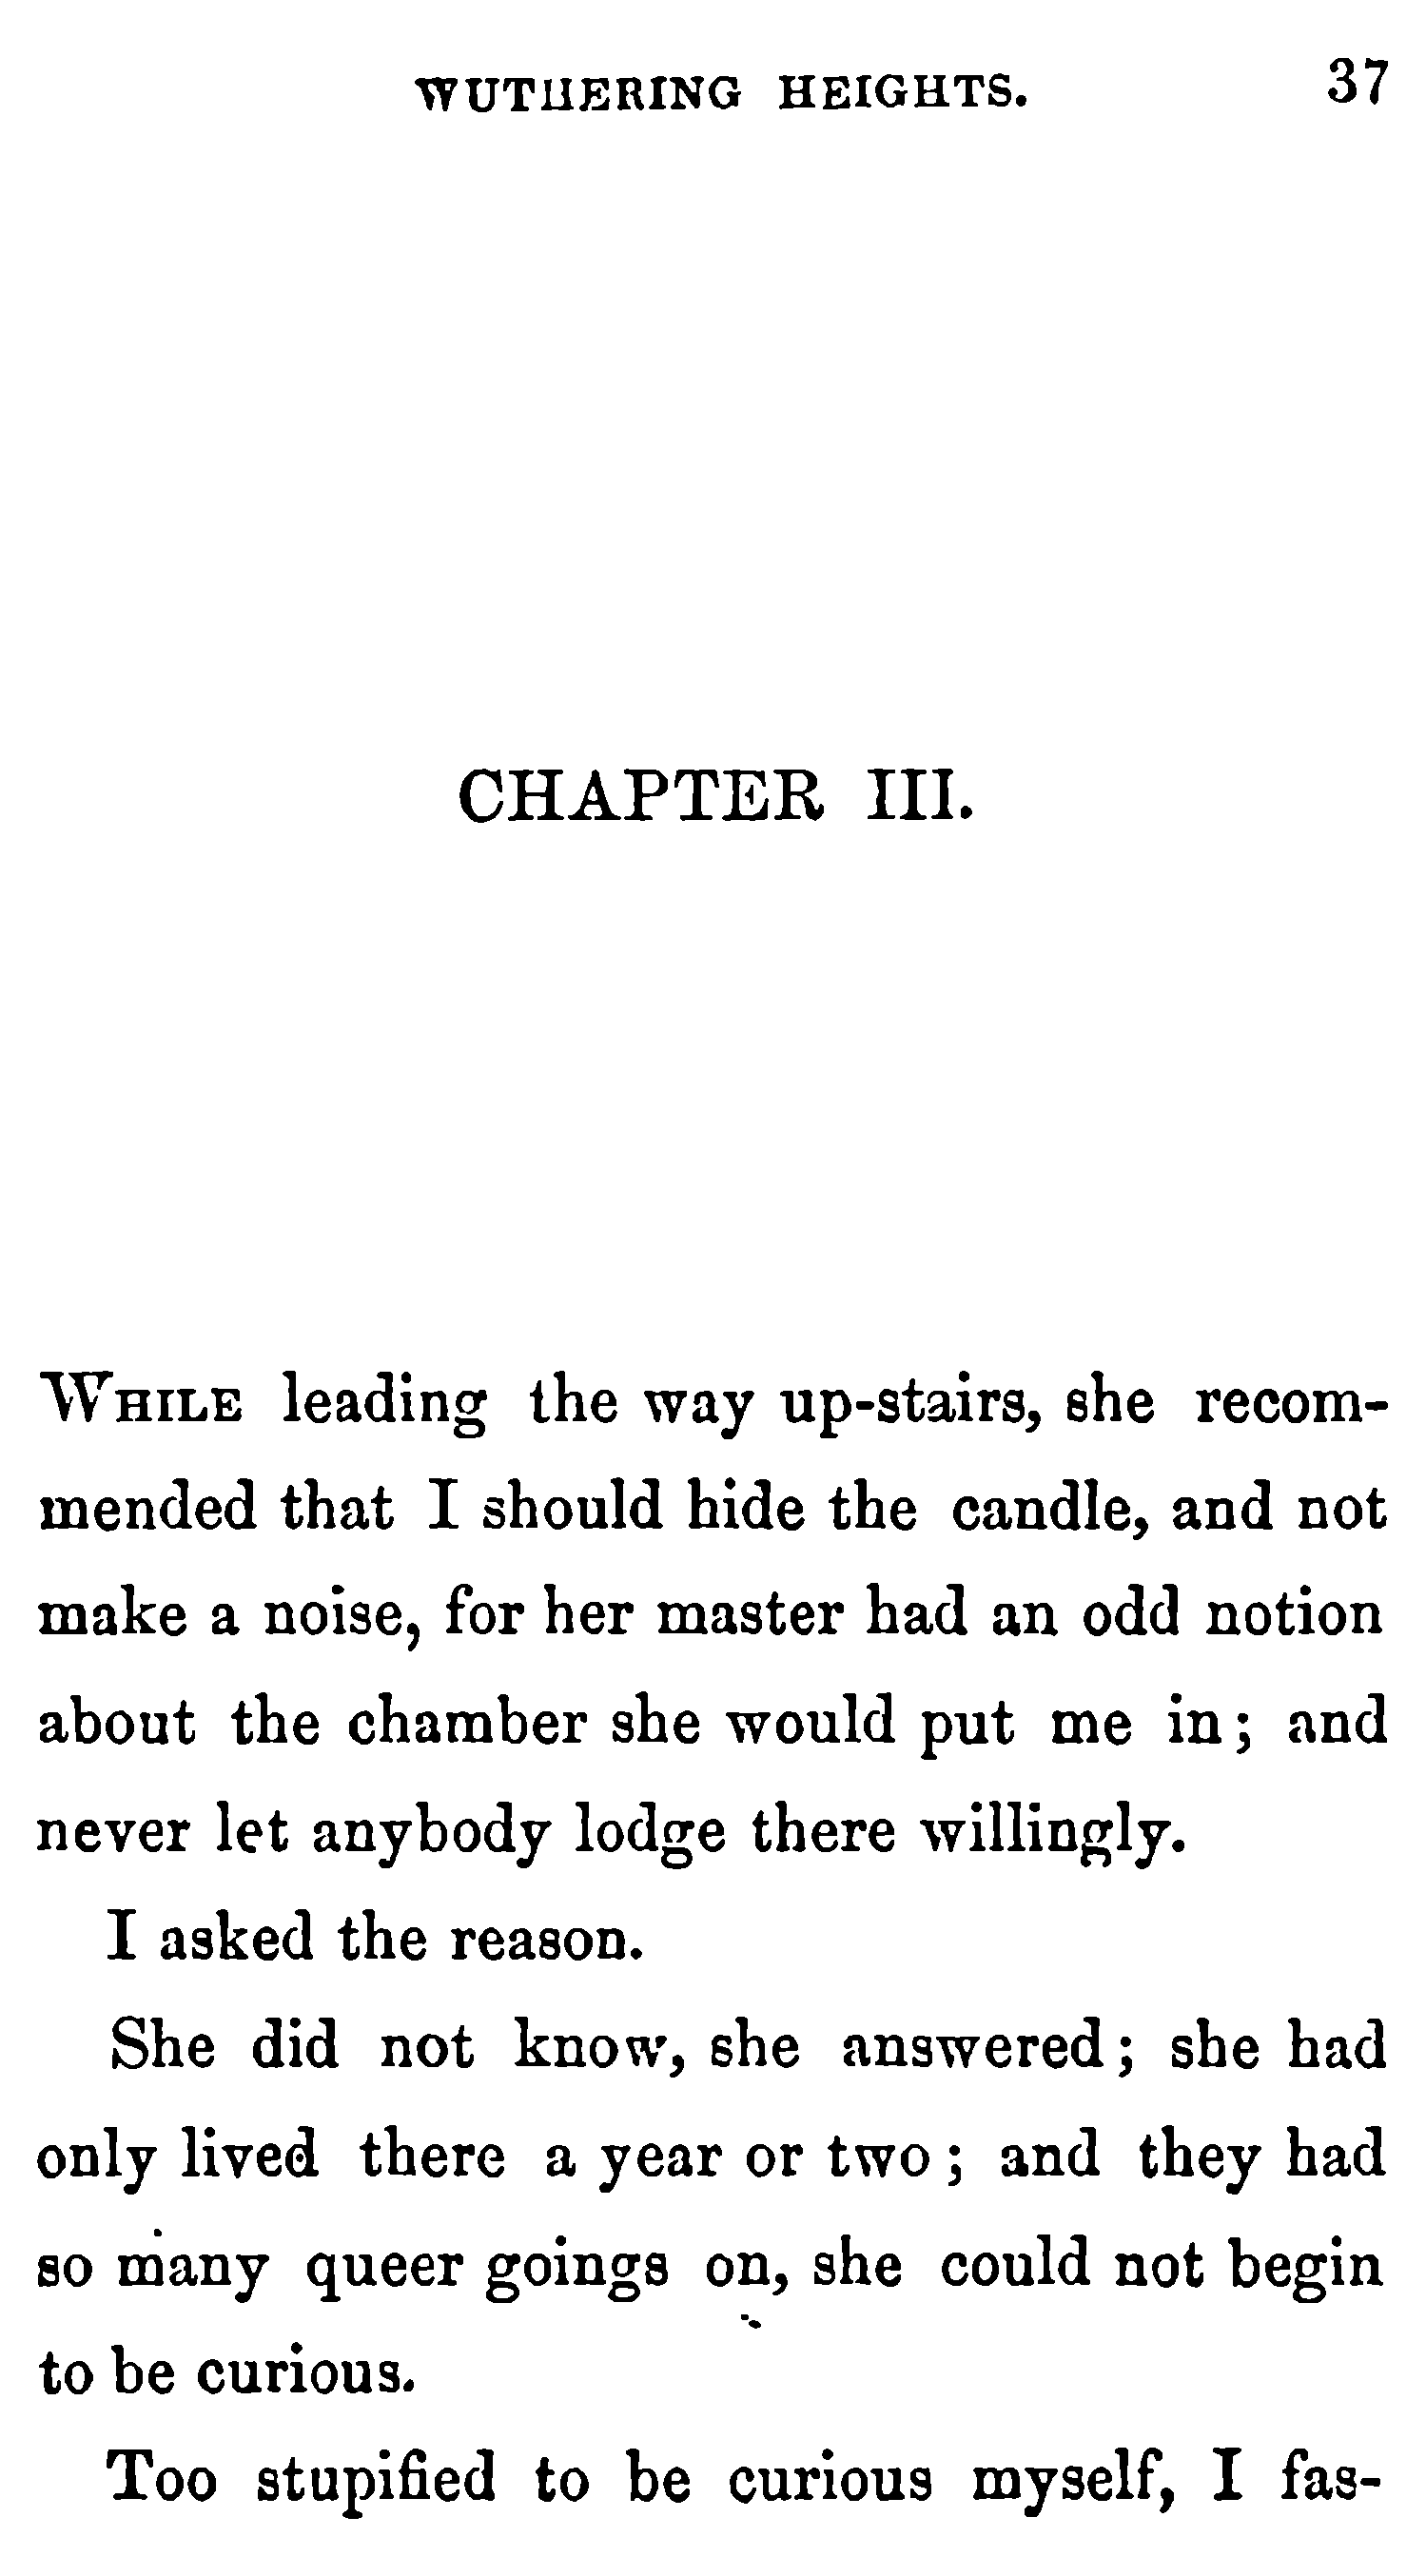 WUTHERING HEIGHTS. 37
CHAPTER III.
WHILE leading the way up-stairs, she recom-
mended that I should hide the candle, and not
make a noise, for her master had an odd notion
about the chamber she would put me in; and
never let anybody lodge there willingly.
I asked the reason.
She did not know, she answered; she had
only lived there a year or two; and they had
so many queer goings on, she could not begin
to be curious.
Too stupified to be curious myself, I fas-